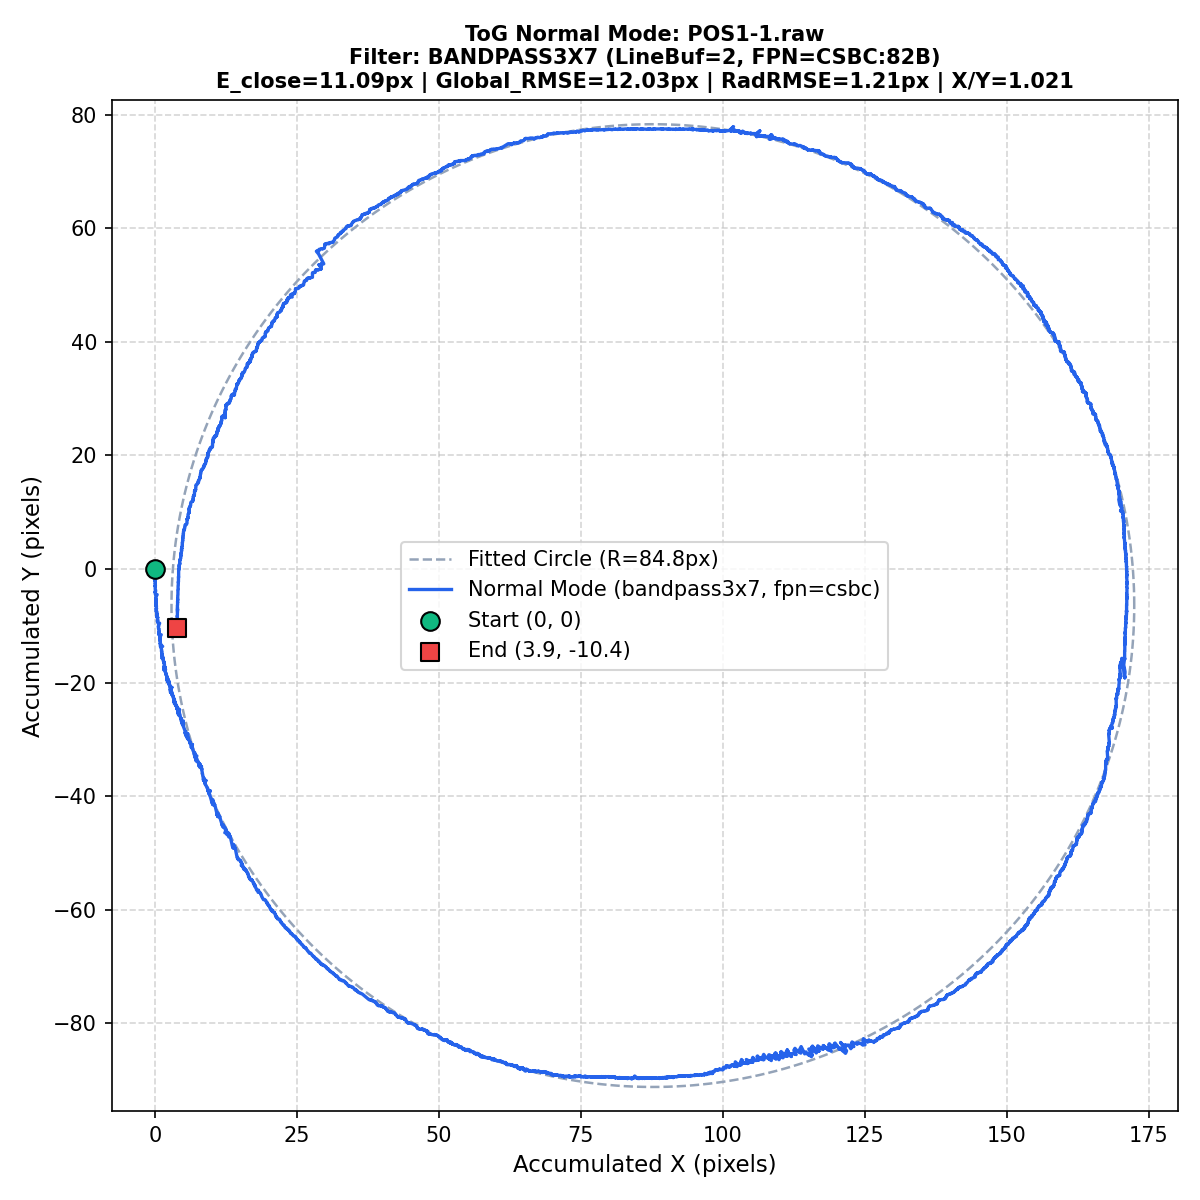 ToG Normal Mode: POS1-1.raw
Filter: BANDPASS3X7 (LineBuf=2, FPN=CSBC:82B)
E_close=11.09px | Global_RMSE=12.03px | RadRMSE=1.21px | X/Y=1.021
80
60
40
20
0
−20
−40
−60
−80
Accumulated Y (pixels)
Fitted Circle (R=84.8px)
Normal Mode (bandpass3x7, fpn=csbc)
Start (0, 0)
End (3.9, -10.4)
0 25 50 75 100 125 150 175
Accumulated X (pixels)